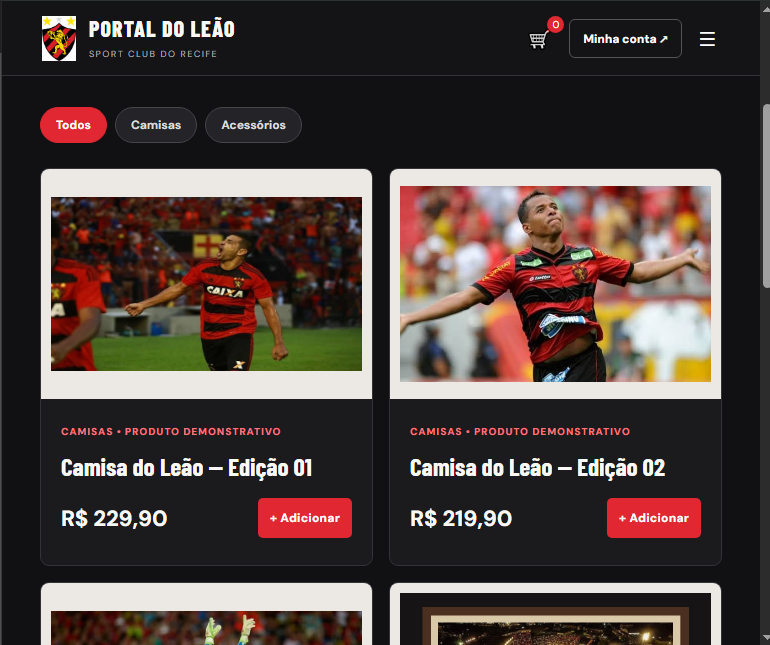 PORTAL DO LEÃO
SPORT CLUB DO RECIFE
0
Minha conta ↗
Todos
Camisas
Acessórios
CAIXA
CAMISAS • PRODUTO DEMONSTRATIVO
Camisa do Leão — Edição 01
R$ 229,90
+ Adicionar
CAMISAS • PRODUTO DEMONSTRATIVO
Camisa do Leão — Edição 02
R$ 219,90
+ Adicionar